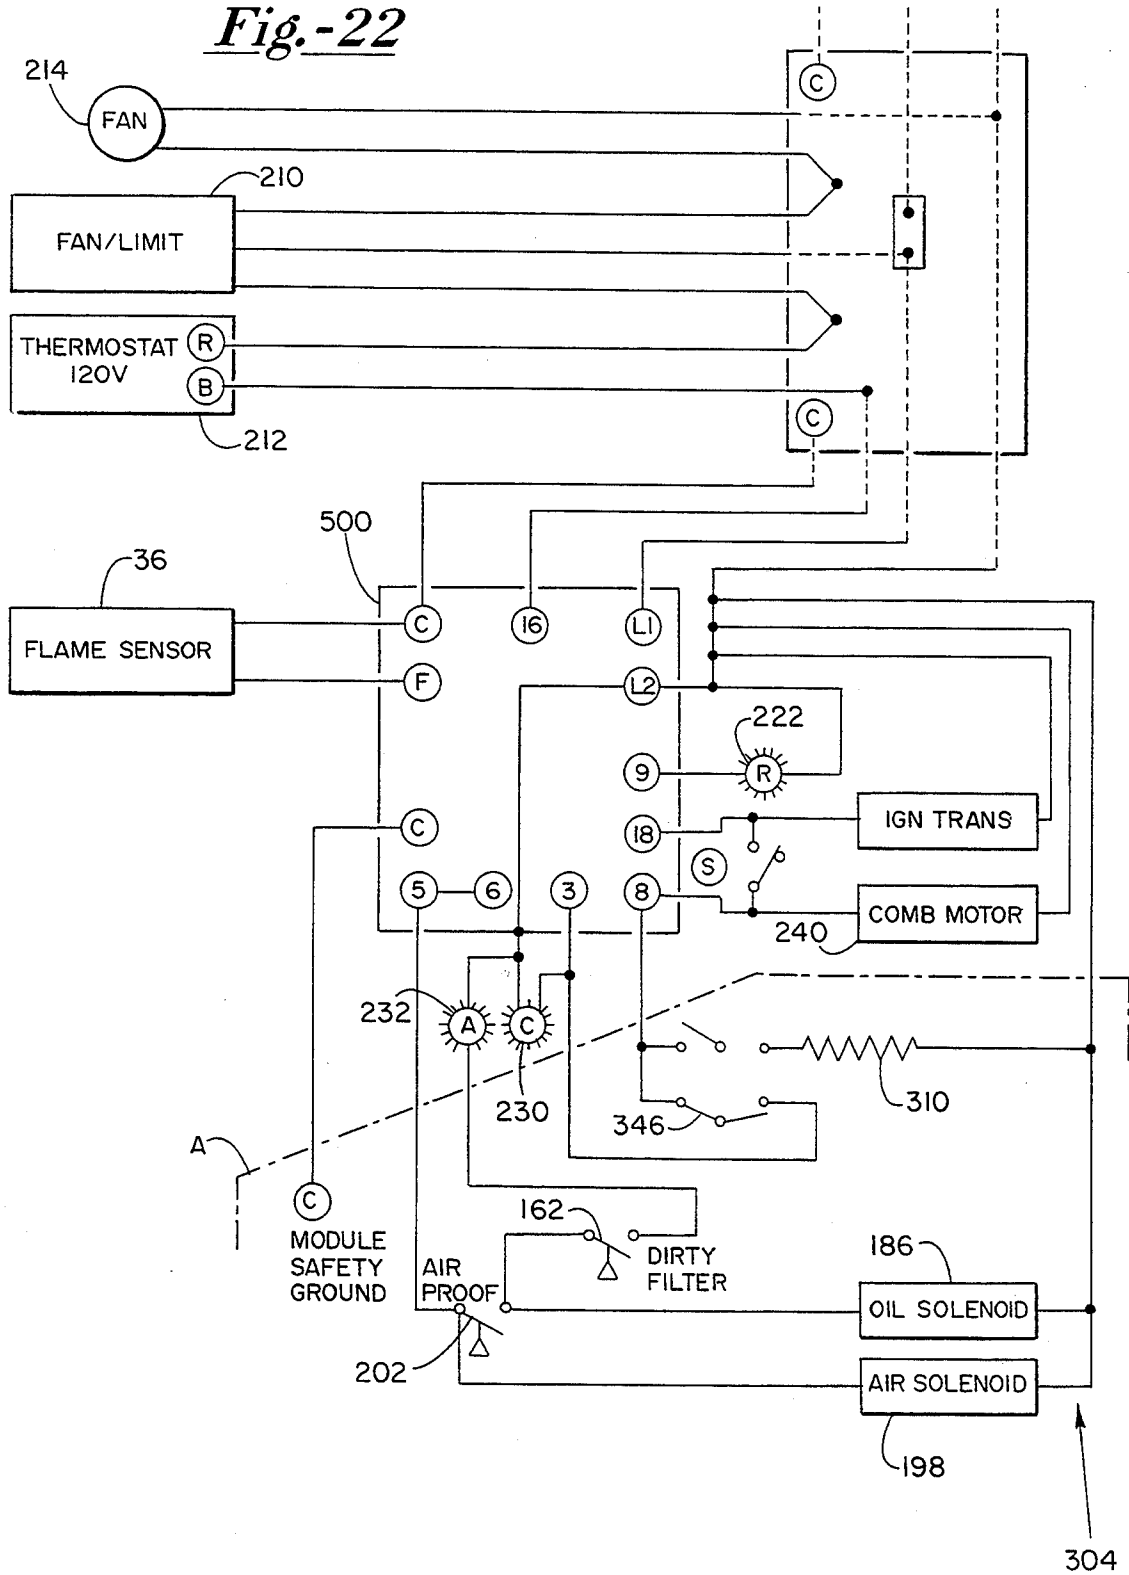 Fig.-22
214
C
FAN
210
FAN/LIMIT
THERMOSTAT R
120V
B
C
212
500
36
C
16
L1
FLAME SENSOR
F
L2
222
9
R
C
18
IGN TRANS
S
5
6
3
8
COMB MOTOR
240
232
A
C
230
310
346
A
C
162
MODULE
SAFETY
GROUND
AIR
PROOF
DIRTY
FILTER
186
OIL SOLENOID
202
AIR SOLENOID
198
304